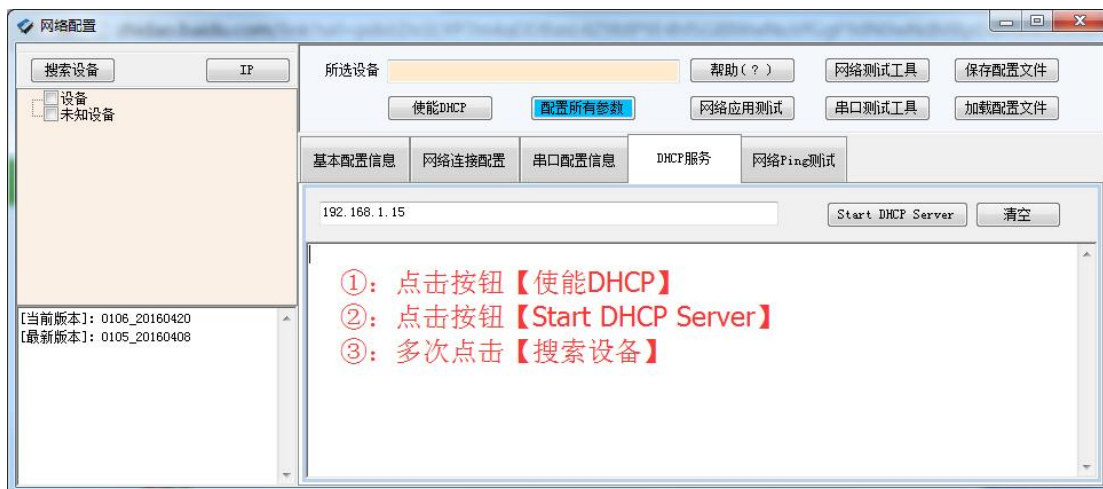 网络配置
搜索设备
IP
设备
未知设备
[当前版本]: 0106_20160420
[最新版本]: 0105_20160408
所选设备
帮助(?)
网络测试工具
保存配置文件
使能DHCP
配置所有参数
网络应用测试
串口测试工具
加载配置文件
基本配置信息
网络连接配置
串口配置信息
DHCP服务
网络Ping测试
192.168.1.15
Start DHCP Server
清空
①：点击按钮【使能DHCP】
②：点击按钮【Start DHCP Server】
③：多次点击【搜索设备】